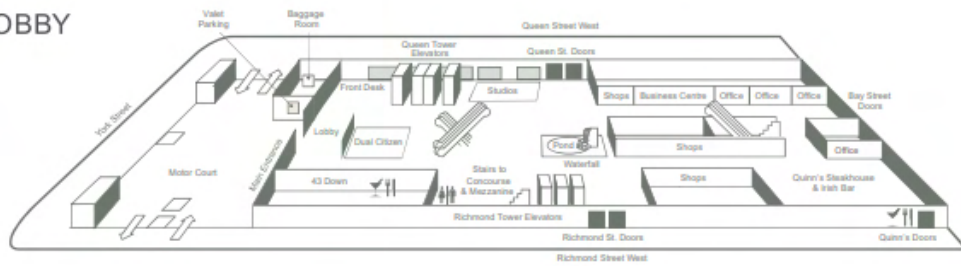 OBBY
Valet
Parking
Baggage
Room
Queen Street West
Queen Tower
Elevators
Queen St. Doors
Front Desk
Studios
Shops
Business Centre
Office
Office
Office
Bay Street
Doors
York Street
Lobby
Dual Citizen
Pond
Waterfall
Shops
Office
Main Entrance
Motor Court
43 Down
Stairs to
Concourse
& Mezzanine
Shops
Quinn's Steakhouse
& Irish Bar
Richmond Tower Elevators
Richmond St. Doors
Quinn's Doors
Richmond Street West